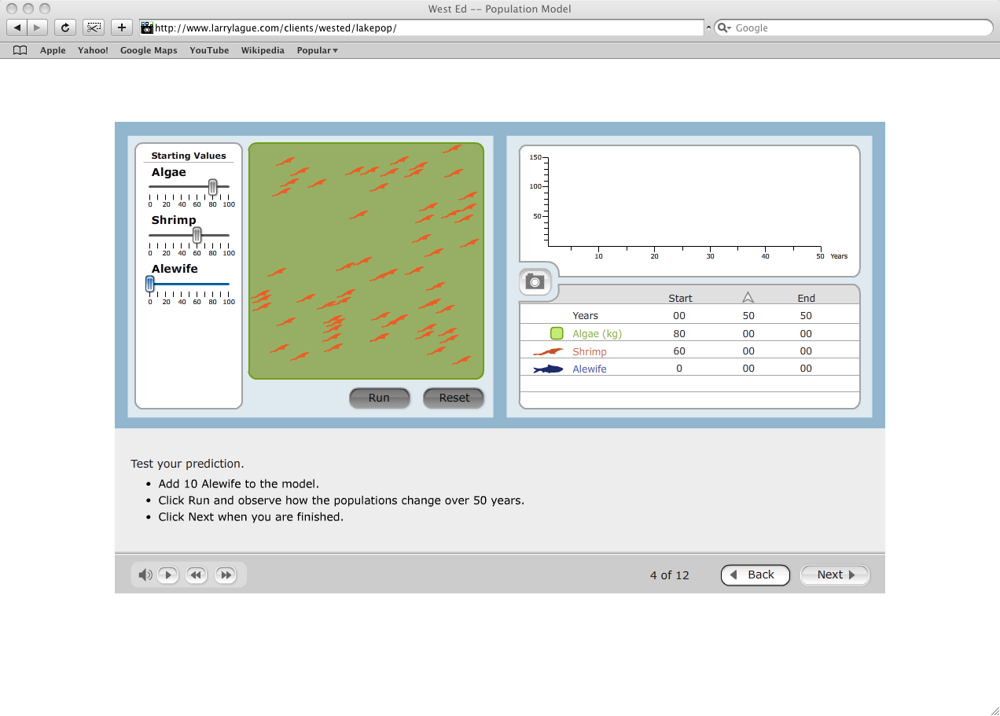 West Ed -- Population Model
http://www.larrylague.com/clients/wested/lakepop/
Google
Apple Yahoo! Google Maps YouTube Wikipedia Popular
Starting Values
Algae
0 20 40 60 80 100
Shrimp
0 20 40 60 80 100
Alewife
0 20 40 60 80 100
Run Reset
150
100
50
10 20 30 40 50 Years
Start End
Years 00 50 50
Algae (kg) 80 00 00
Shrimp 60 00 00
Alewife 0 00 00
Test your prediction.
• Add 10 Alewife to the model.
• Click Run and observe how the populations change over 50 years.
• Click Next when you are finished.
4 of 12 Back Next